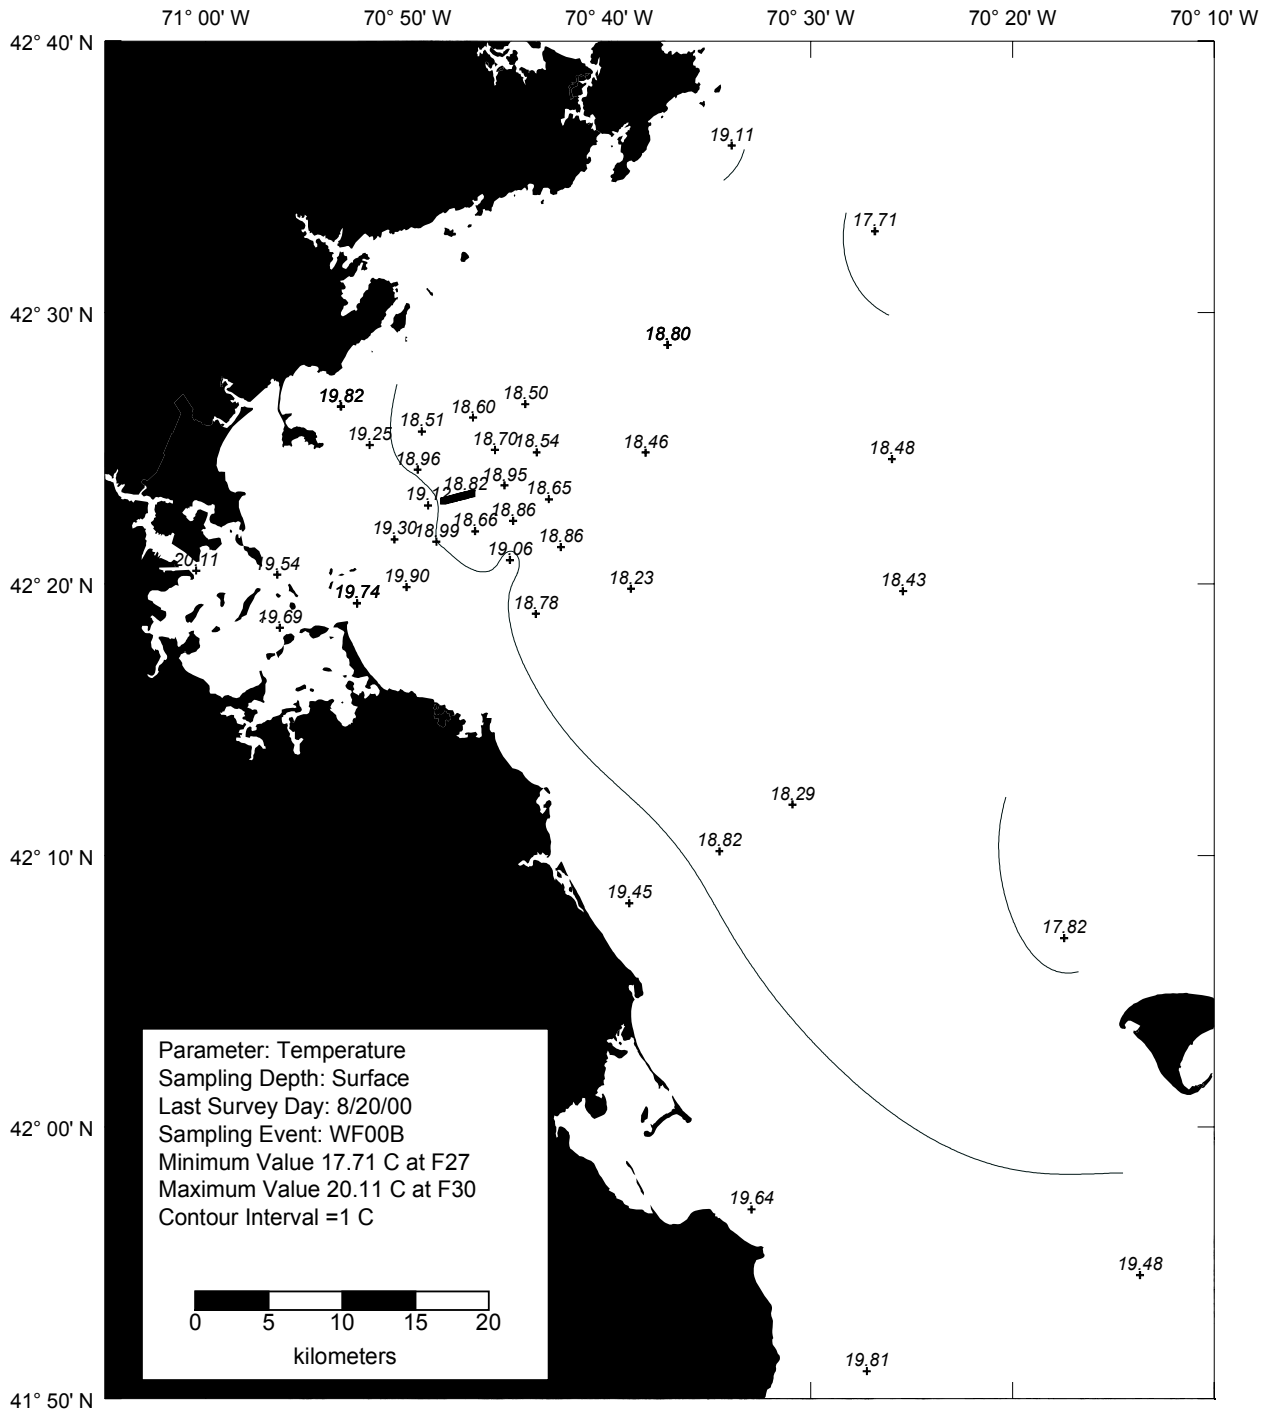 71° 00' W 70° 50' W 70° 40' W 70° 30' W 70° 20' W 70° 10' W
42° 40' N
19.11
17.71
42° 30' N
18.80
19.82
18.50
18.60
18.51
19.25
18.70
18.54
18.46
18.48
18.96
18.95
18.82
18.65
19.12
18.86
18.66
19.30
18.99
18.86
19.06
20.11
19.54
19.90
18.23
18.43
42° 20' N
19.74
18.78
19.69
18.29
18.82
42° 10' N
19.45
17.82
Parameter: Temperature
Sampling Depth: Surface
Last Survey Day: 8/20/00
42° 00' N
Sampling Event: WF00B
Minimum Value 17.71 C at F27
Maximum Value 20.11 C at F30
19.64
Contour Interval =1 C
19.48
0 5 10 15 20
kilometers
19.81
41° 50' N